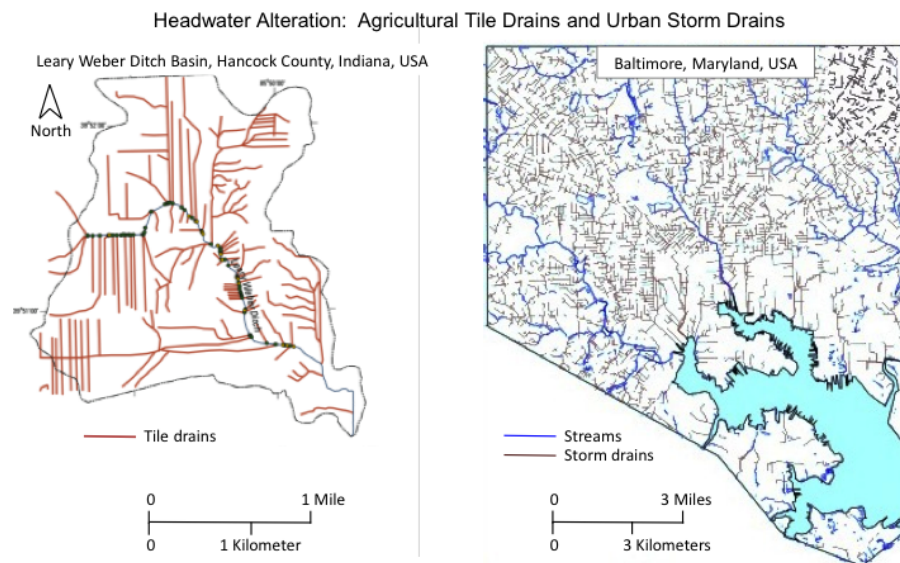 Headwater Alteration: Agricultural Tile Drains and Urban Storm Drains
Leary Weber Ditch Basin, Hancock County, Indiana, USA
Baltimore, Maryland, USA
North
Tile drains
Streams
Storm drains
0 1 Mile
0 1 Kilometer
0 3 Miles
0 3 Kilometers